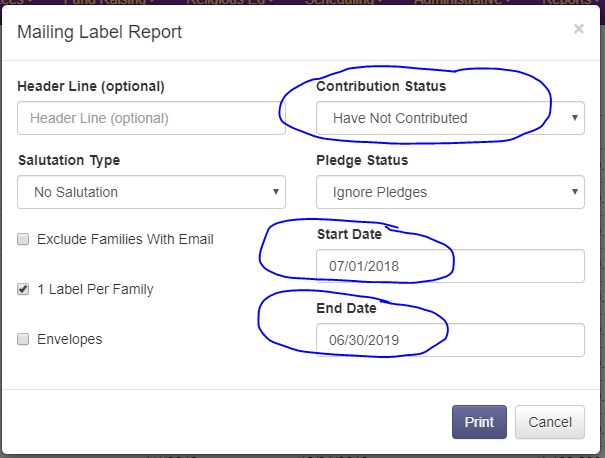 Fund Raising
Religious Ed
Scheduling
Administrative
Reports
Mailing Label Report
×
Header Line (optional)
Contribution Status
Header Line (optional)
Have Not Contributed
Salutation Type
Pledge Status
No Salutation
Ignore Pledges
Exclude Families With Email
Start Date
07/01/2018
1 Label Per Family
End Date
Envelopes
06/30/2019
Print
Cancel